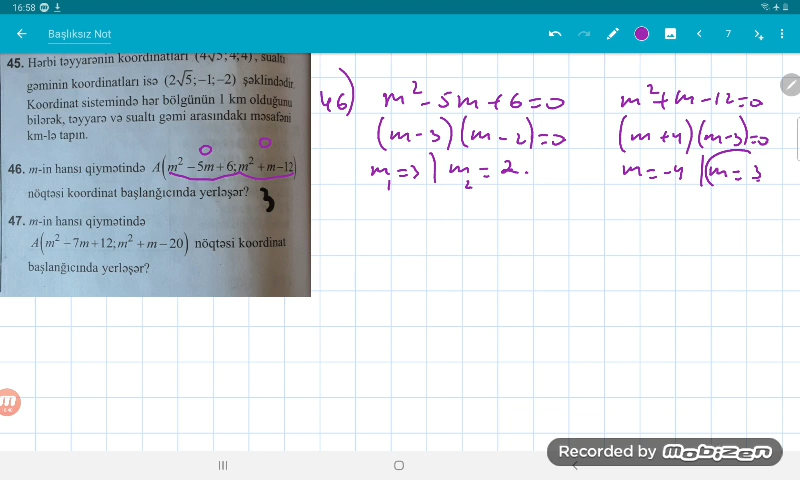 16:58
Başlıksız Not
7
45. Hərbi təyyarənin koordinatları (4√5; 4; 4), sualtı
gəminin koordinatları isə (2√5; −1; −2) şəklindədir.
Koordinat sistemində hər bölgünün 1 km olduğunu
bilərək, təyyarə və sualtı gəmi arasındakı məsafəni
km-lə tapın.
0 0
46. m-in hansı qiymətində A(m² − 5m + 6; m² + m − 12)
nöqtəsi koordinat başlanğıcında yerləşər? 3
47. m-in hansı qiymətində
A(m² − 7m + 12; m² + m − 20) nöqtəsi koordinat
başlanğıcında yerləşər?
46) m² - 5m + 6 = 0 m² + m - 12 = 0
(m - 3)(m - 2) = 0 (m + 4)(m - 3) = 0
m₁ = 3 | m₂ = 2. m = -4 | m = 3
Recorded by mobizen